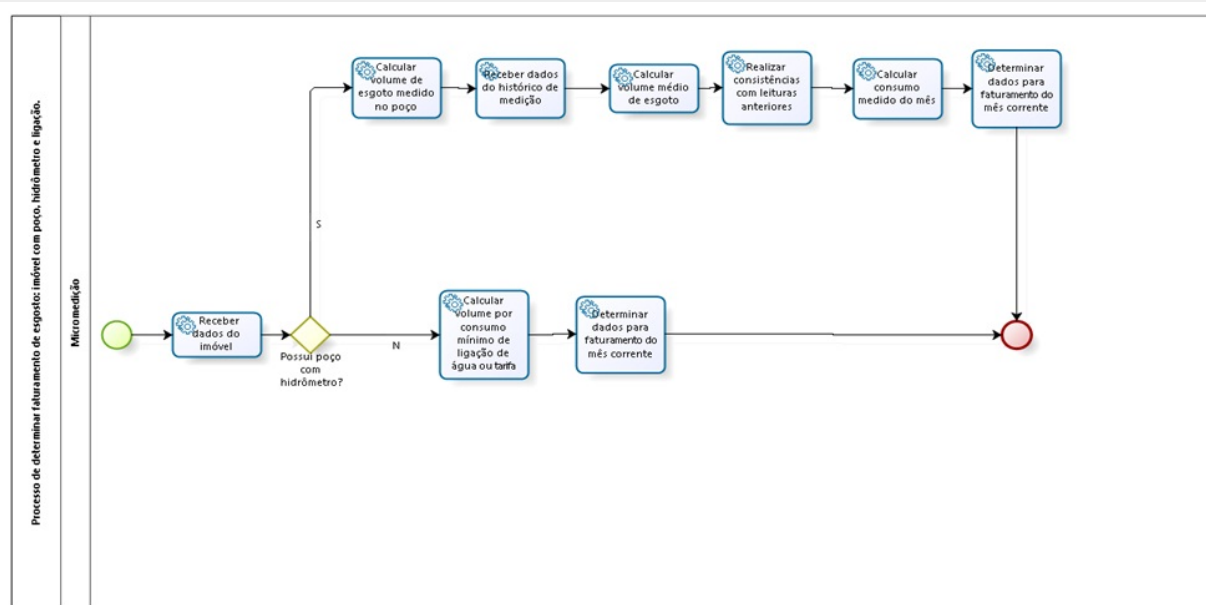 Processo de determinar faturamento de esgosto: imóvel com poço, hidrômetro e ligação.
Micromedição
Calcular
volume de
esgoto medido
no poço
Receber dados
do histórico de
medição
Calcular
volume médio
de esgoto
Realizar
consistências
com leituras
anteriores
Calcular
consumo
medido do mês
Determinar
dados para
faturamento do
mês corrente
S
Receber
dados do
imóvel
Possui poço
com
hidrômetro?
N
Calcular
volume por
consumo
mínimo de
ligação de
água ou tarifa
Determinar
dados para
faturamento do
mês corrente